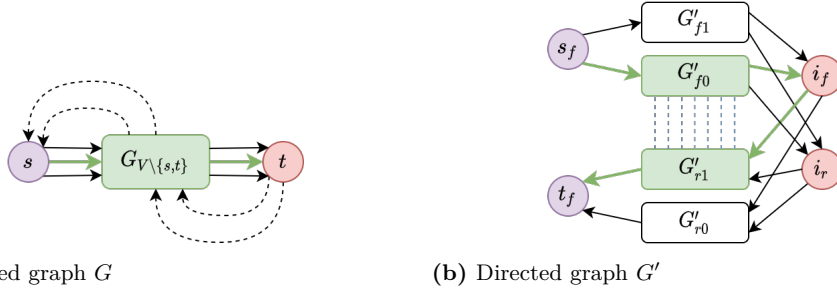 s
G_{V\{s,t}}
t
ed graph G
s_f
G'_{f1}
G'_{f0}
i_f
G'_{r1}
i_r
t_f
G'_{r0}
(b) Directed graph G'